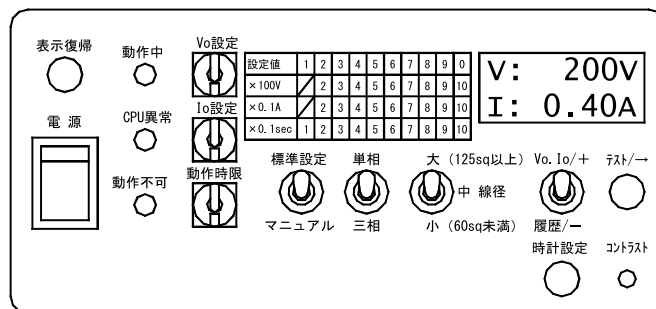 表示復帰
動作中
Vo設定
設定値 1 2 3 4 5 6 7 8 9 0
×100V 2 3 4 5 6 7 8 9 10
×0.1A 2 3 4 5 6 7 8 9 10
×0.1sec 1 2 3 4 5 6 7 8 9 10
V: 200V
I: 0.40A
電 源
CPU異常
Io設定
動作不可
動作時限
標準設定
マニュアル
単相
三相
大 (125sq以上)
中 線径
小 (60sq未満)
Vo.Io/+
履歴/−
ﾃｽﾄ/→
時計設定
ｺﾝﾄﾗｽﾄ